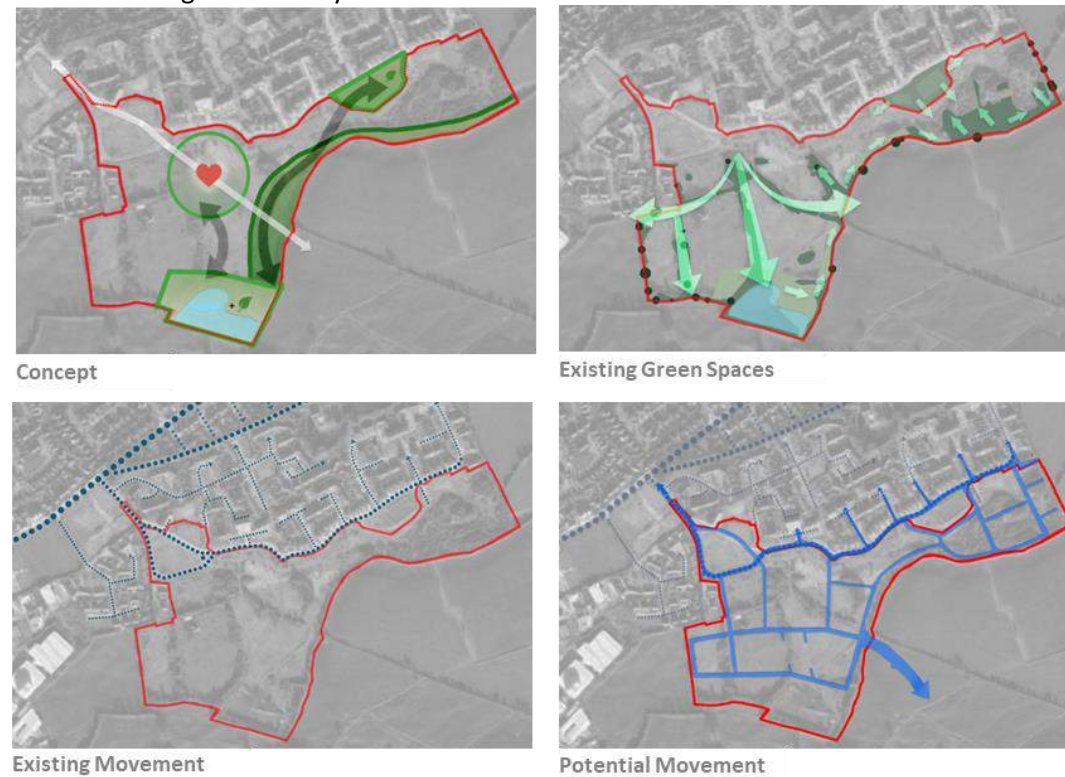 Concept
Existing Green Spaces
Existing Movement
Potential Movement